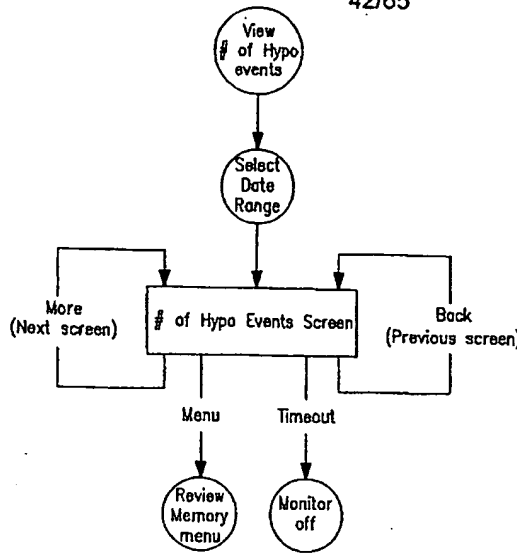 42/65
View
# of Hypo
events
Select
Date
Range
More
(Next screen)
# of Hypo Events Screen
Back
(Previous screen)
Menu
Timeout
Review
Memory
menu
Monitor
off